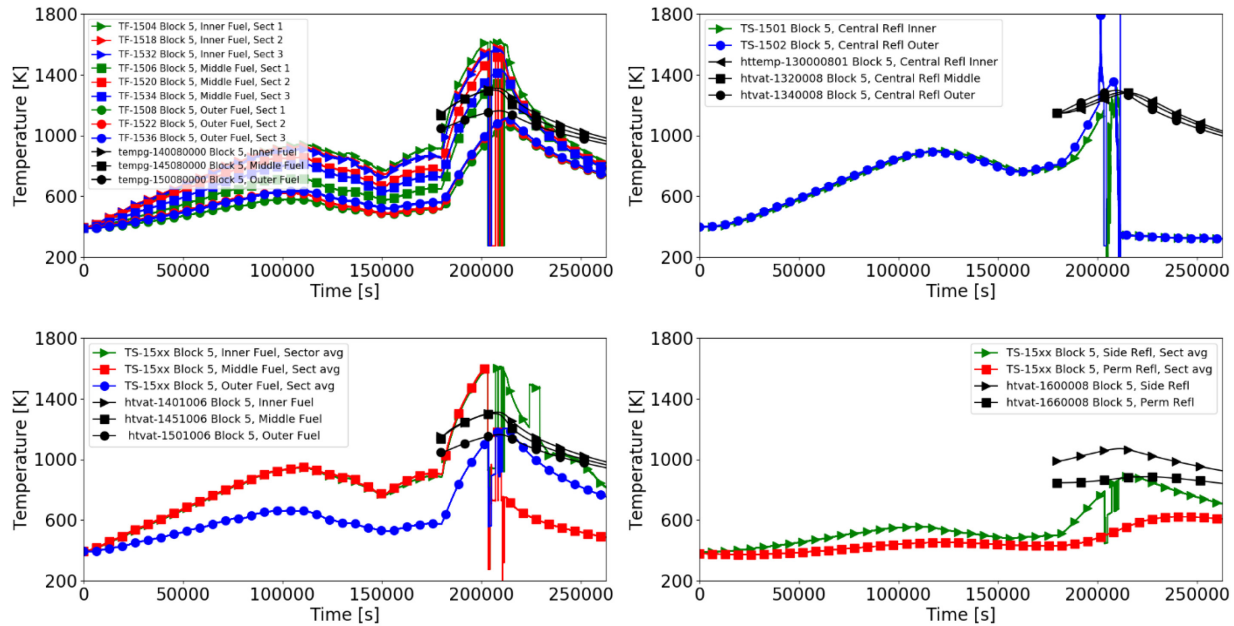 1800
1400
1000
600
200
Temperature [K]
TF-1504 Block 5, Inner Fuel, Sect 1
TF-1518 Block 5, Inner Fuel, Sect 2
TF-1532 Block 5, Inner Fuel, Sect 3
TF-1506 Block 5, Middle Fuel, Sect 1
TF-1520 Block 5, Middle Fuel, Sect 2
TF-1534 Block 5, Middle Fuel, Sect 3
TF-1508 Block 5, Outer Fuel, Sect 1
TF-1522 Block 5, Outer Fuel, Sect 2
TF-1536 Block 5, Outer Fuel, Sect 3
tempg-140080000 Block 5, Inner Fuel
tempg-145080000 Block 5, Middle Fuel
tempg-150080000 Block 5, Outer Fuel
0 50000 100000 150000 200000 250000
Time [s]
1800
1400
1000
600
200
Temperature [K]
TS-1501 Block 5, Central Refl Inner
TS-1502 Block 5, Central Refl Outer
httemp-130000801 Block 5, Central Refl Inner
htvat-1320008 Block 5, Central Refl Middle
htvat-1340008 Block 5, Central Refl Outer
0 50000 100000 150000 200000 250000
Time [s]
1800
1400
1000
600
200
Temperature [K]
TS-15xx Block 5, Inner Fuel, Sector avg
TS-15xx Block 5, Middle Fuel, Sect avg
TS-15xx Block 5, Outer Fuel, Sect avg
htvat-1401006 Block 5, Inner Fuel
htvat-1451006 Block 5, Middle Fuel
htvat-1501006 Block 5, Outer Fuel
0 50000 100000 150000 200000 250000
Time [s]
1800
1400
1000
600
200
Temperature [K]
TS-15xx Block 5, Side Refl, Sect avg
TS-15xx Block 5, Perm Refl, Sect avg
htvat-1600008 Block 5, Side Refl
htvat-1660008 Block 5, Perm Refl
0 50000 100000 150000 200000 250000
Time [s]